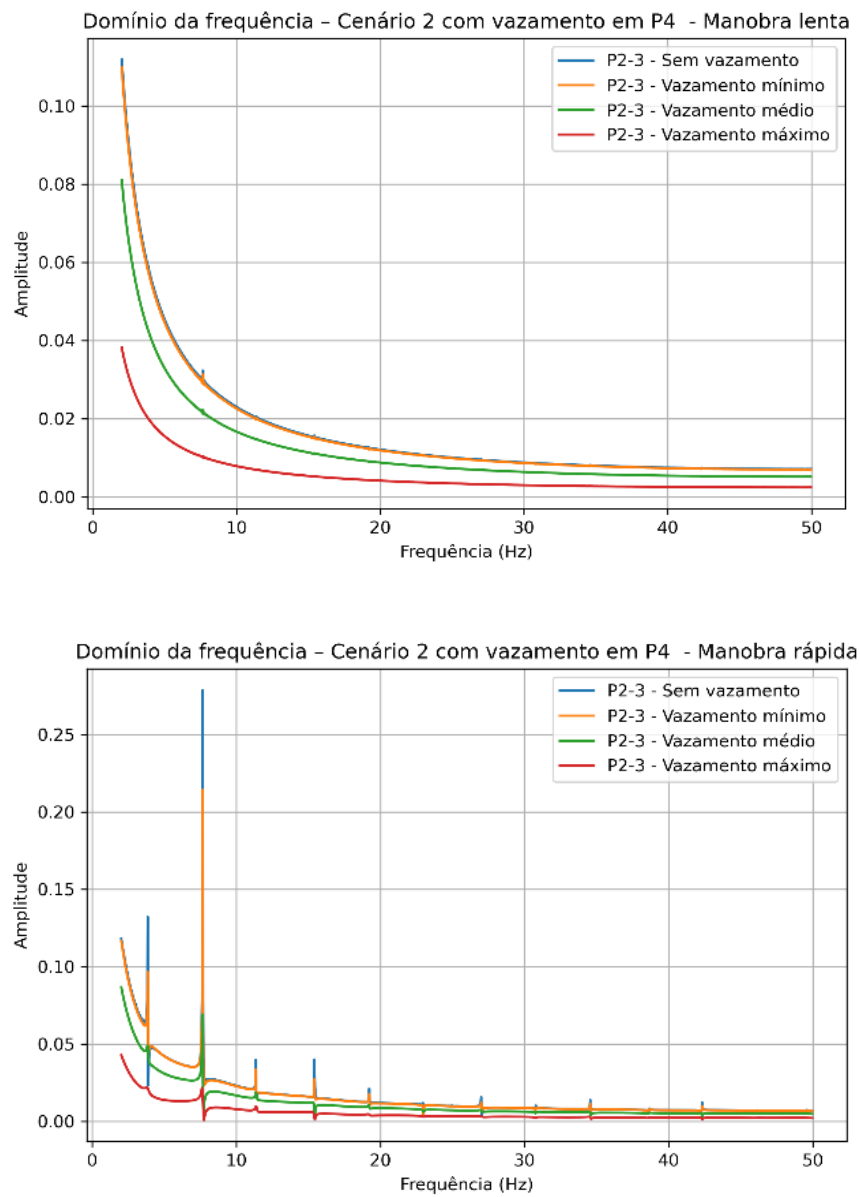 Domínio da frequência – Cenário 2 com vazamento em P4  - Manobra lenta
P2-3 - Sem vazamento
P2-3 - Vazamento mínimo
P2-3 - Vazamento médio
P2-3 - Vazamento máximo
Amplitude
0.10
0.08
0.06
0.04
0.02
0.00
0 10 20 30 40 50
Frequência (Hz)
Domínio da frequência – Cenário 2 com vazamento em P4  - Manobra rápida
P2-3 - Sem vazamento
P2-3 - Vazamento mínimo
P2-3 - Vazamento médio
P2-3 - Vazamento máximo
Amplitude
0.25
0.20
0.15
0.10
0.05
0.00
0 10 20 30 40 50
Frequência (Hz)